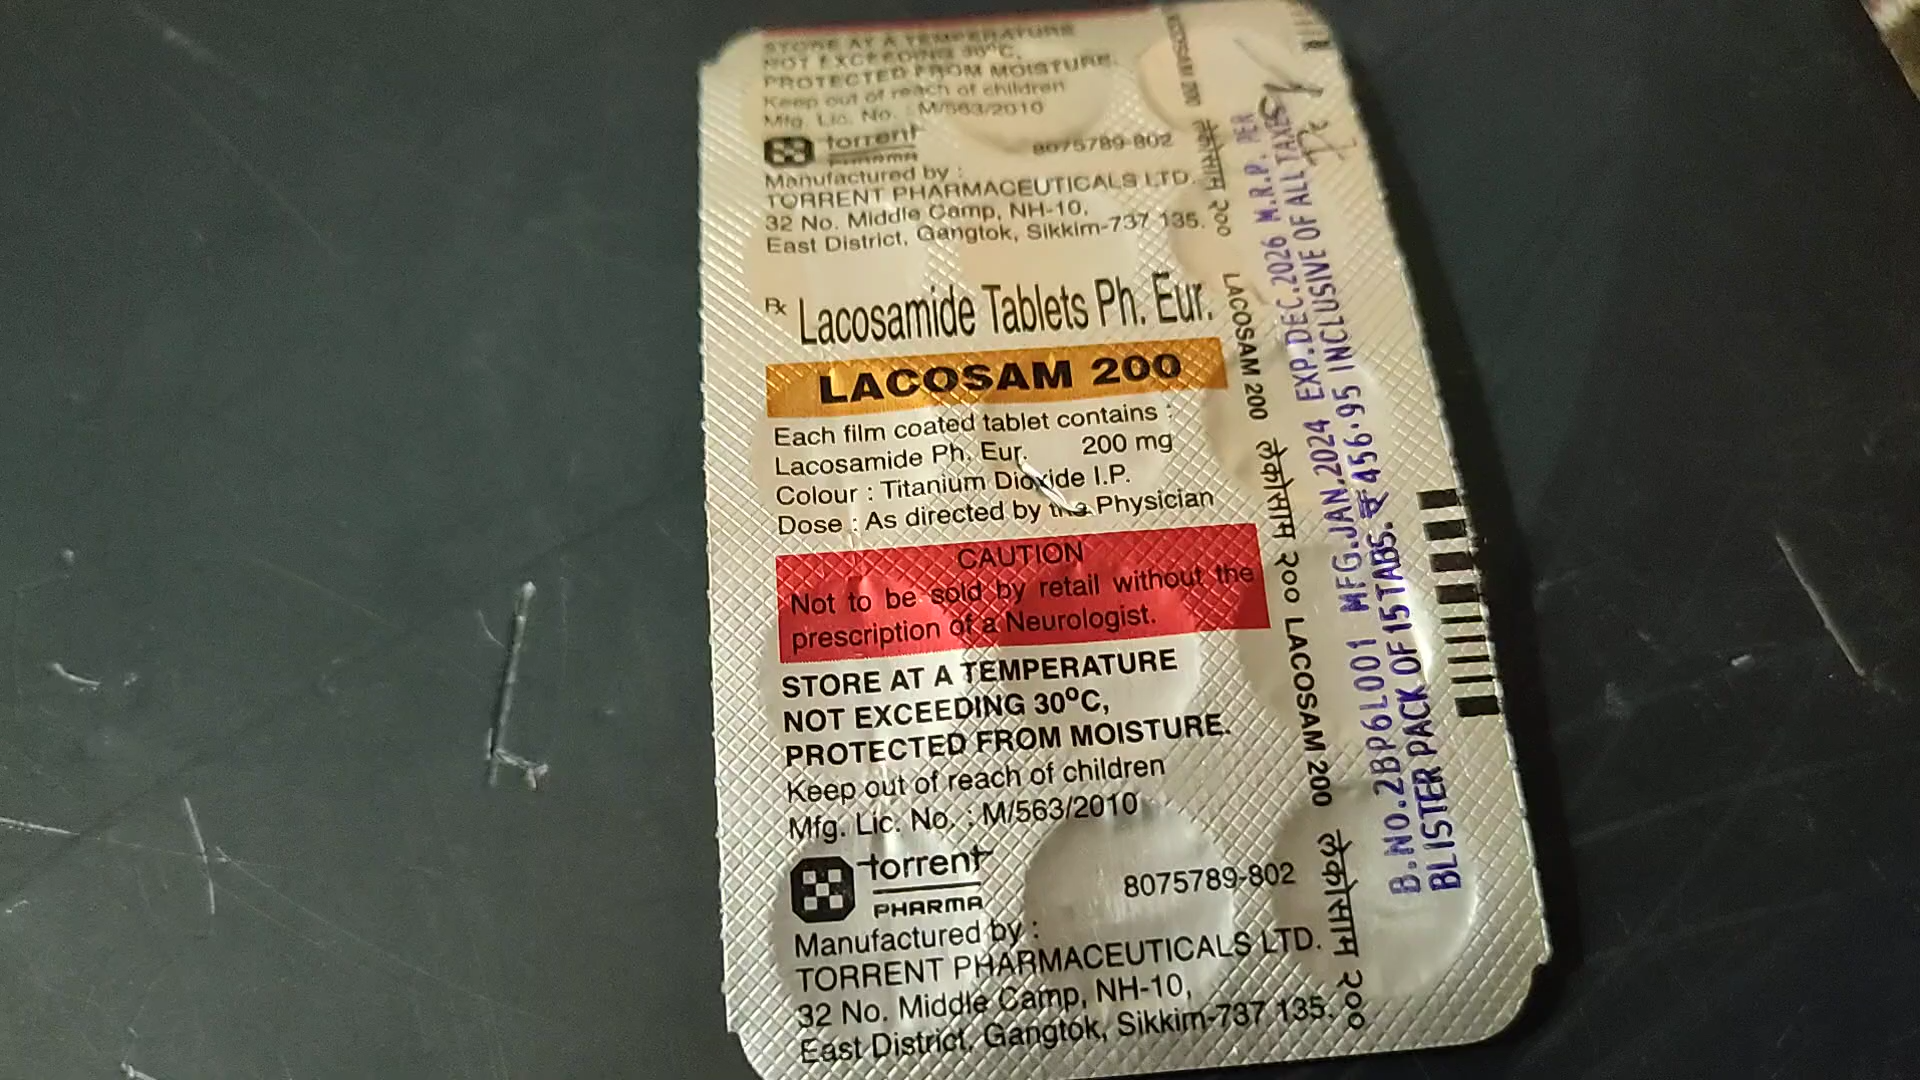 STORE AT A TEMPERATURE
NOT EXCEEDING 30°C,
PROTECTED FROM MOISTURE.
Keep out of reach of children
Mfg. Lic. No. : M/563/2010
torrent
PHARMA
8075789-802
Manufactured by :
TORRENT PHARMACEUTICALS LTD.
32 No. Middle Camp, NH-10,
East District, Gangtok, Sikkim-737 135.
Rx Lacosamide Tablets Ph. Eur.
LACOSAM 200
Each film coated tablet contains :
Lacosamide Ph. Eur. 200 mg
Colour : Titanium Dioxide I.P.
Dose : As directed by the Physician
CAUTION
Not to be sold by retail without the
prescription of a Neurologist.
STORE AT A TEMPERATURE
NOT EXCEEDING 30°C,
PROTECTED FROM MOISTURE.
Keep out of reach of children
Mfg. Lic. No. : M/563/2010
torrent
PHARMA
8075789-802
Manufactured by :
TORRENT PHARMACEUTICALS LTD.
32 No. Middle Camp, NH-10,
East District, Gangtok, Sikkim-737 135.
LACOSAM 200 लेकोसाम २०० LACOSAM 200 लेकोसाम २०० LACOSAM 200 लेकोसाम २००
B.NO.2BP6L001 MFG.JAN.2024 EXP.DEC.2026 M.R.P. PER
BLISTER PACK OF 15TABS. ₹456.95 INCLUSIVE OF ALL TAXES